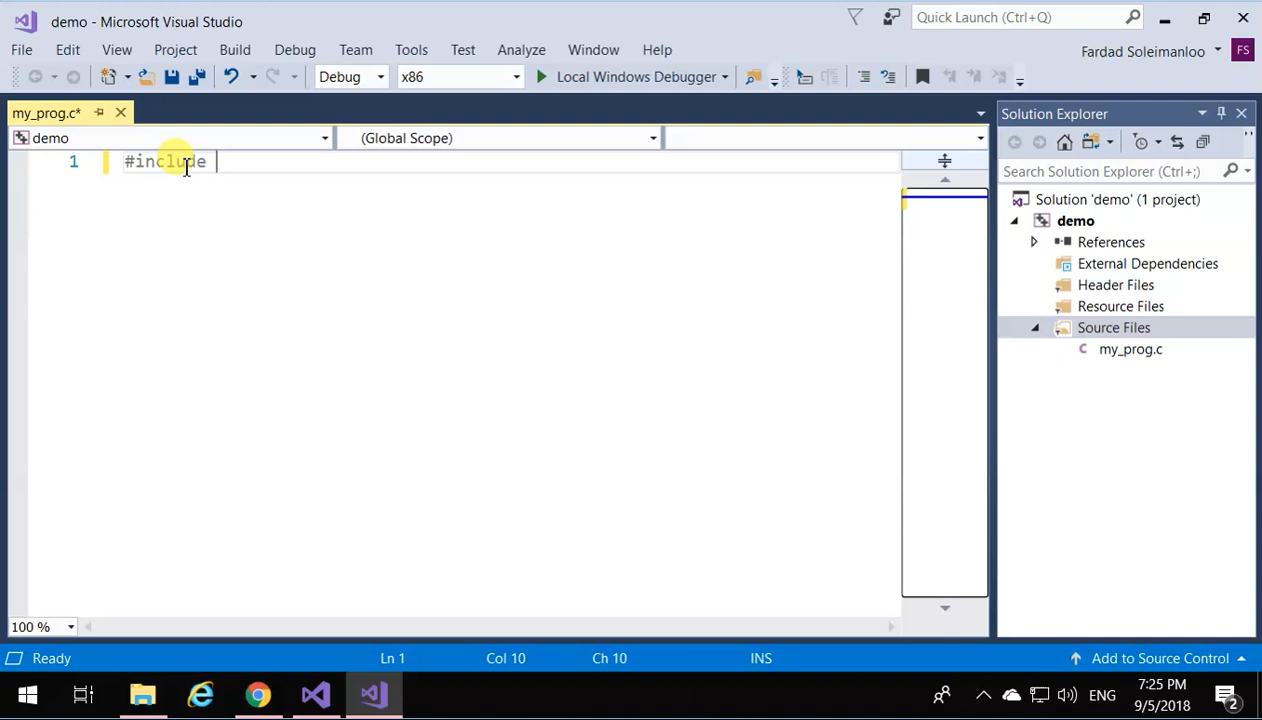 demo - Microsoft Visual Studio
Quick Launch (Ctrl+Q)
File Edit View Project Build Debug Team Tools Test Analyze Window Help
Fardad Soleimanloo FS
Debug x86 Local Windows Debugger
my_prog.c*
demo (Global Scope)
1 #include
Solution Explorer
Search Solution Explorer (Ctrl+;)
Solution 'demo' (1 project)
demo
References
External Dependencies
Header Files
Resource Files
Source Files
C my_prog.c
100 %
Ready Ln 1 Col 10 Ch 10 INS Add to Source Control
ENG
7:25 PM
9/5/2018
2